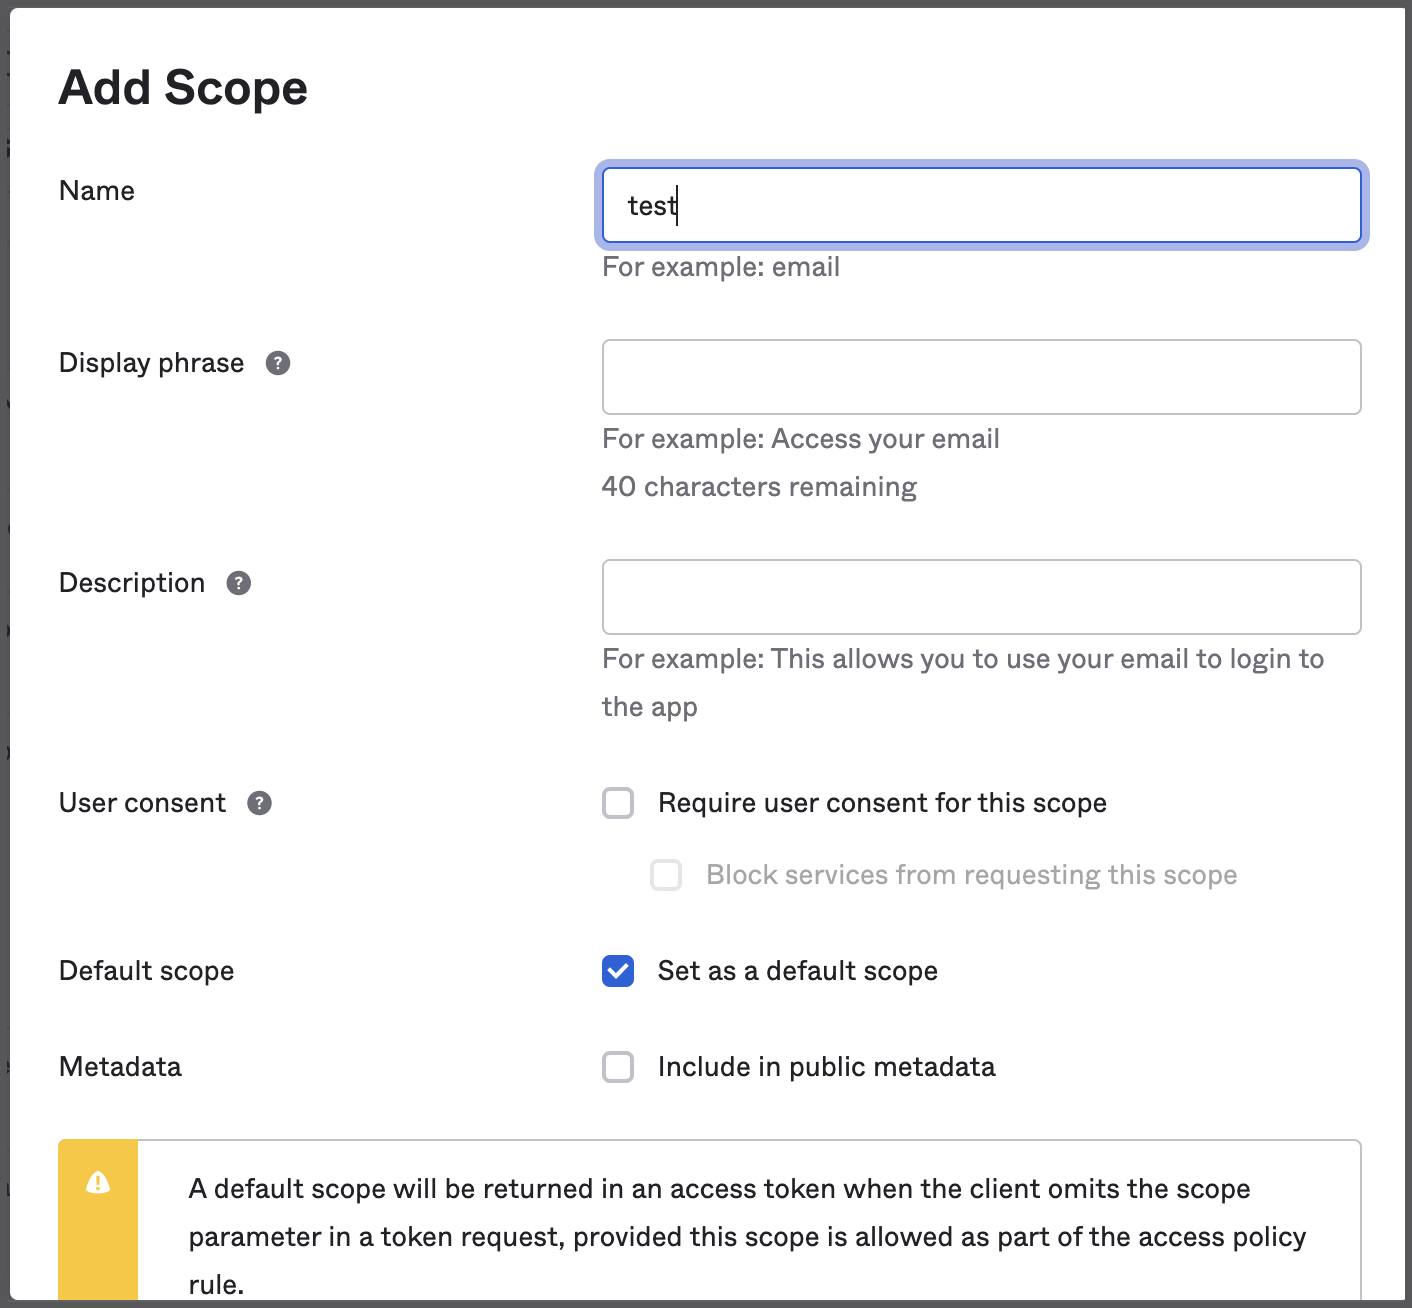 Add Scope
Name
test
For example: email
Display phrase ?
For example: Access your email
40 characters remaining
Description ?
For example: This allows you to use your email to login to
the app
User consent ?
Require user consent for this scope
Block services from requesting this scope
Default scope
Set as a default scope
Metadata
Include in public metadata
A default scope will be returned in an access token when the client omits the scope
parameter in a token request, provided this scope is allowed as part of the access policy
rule.